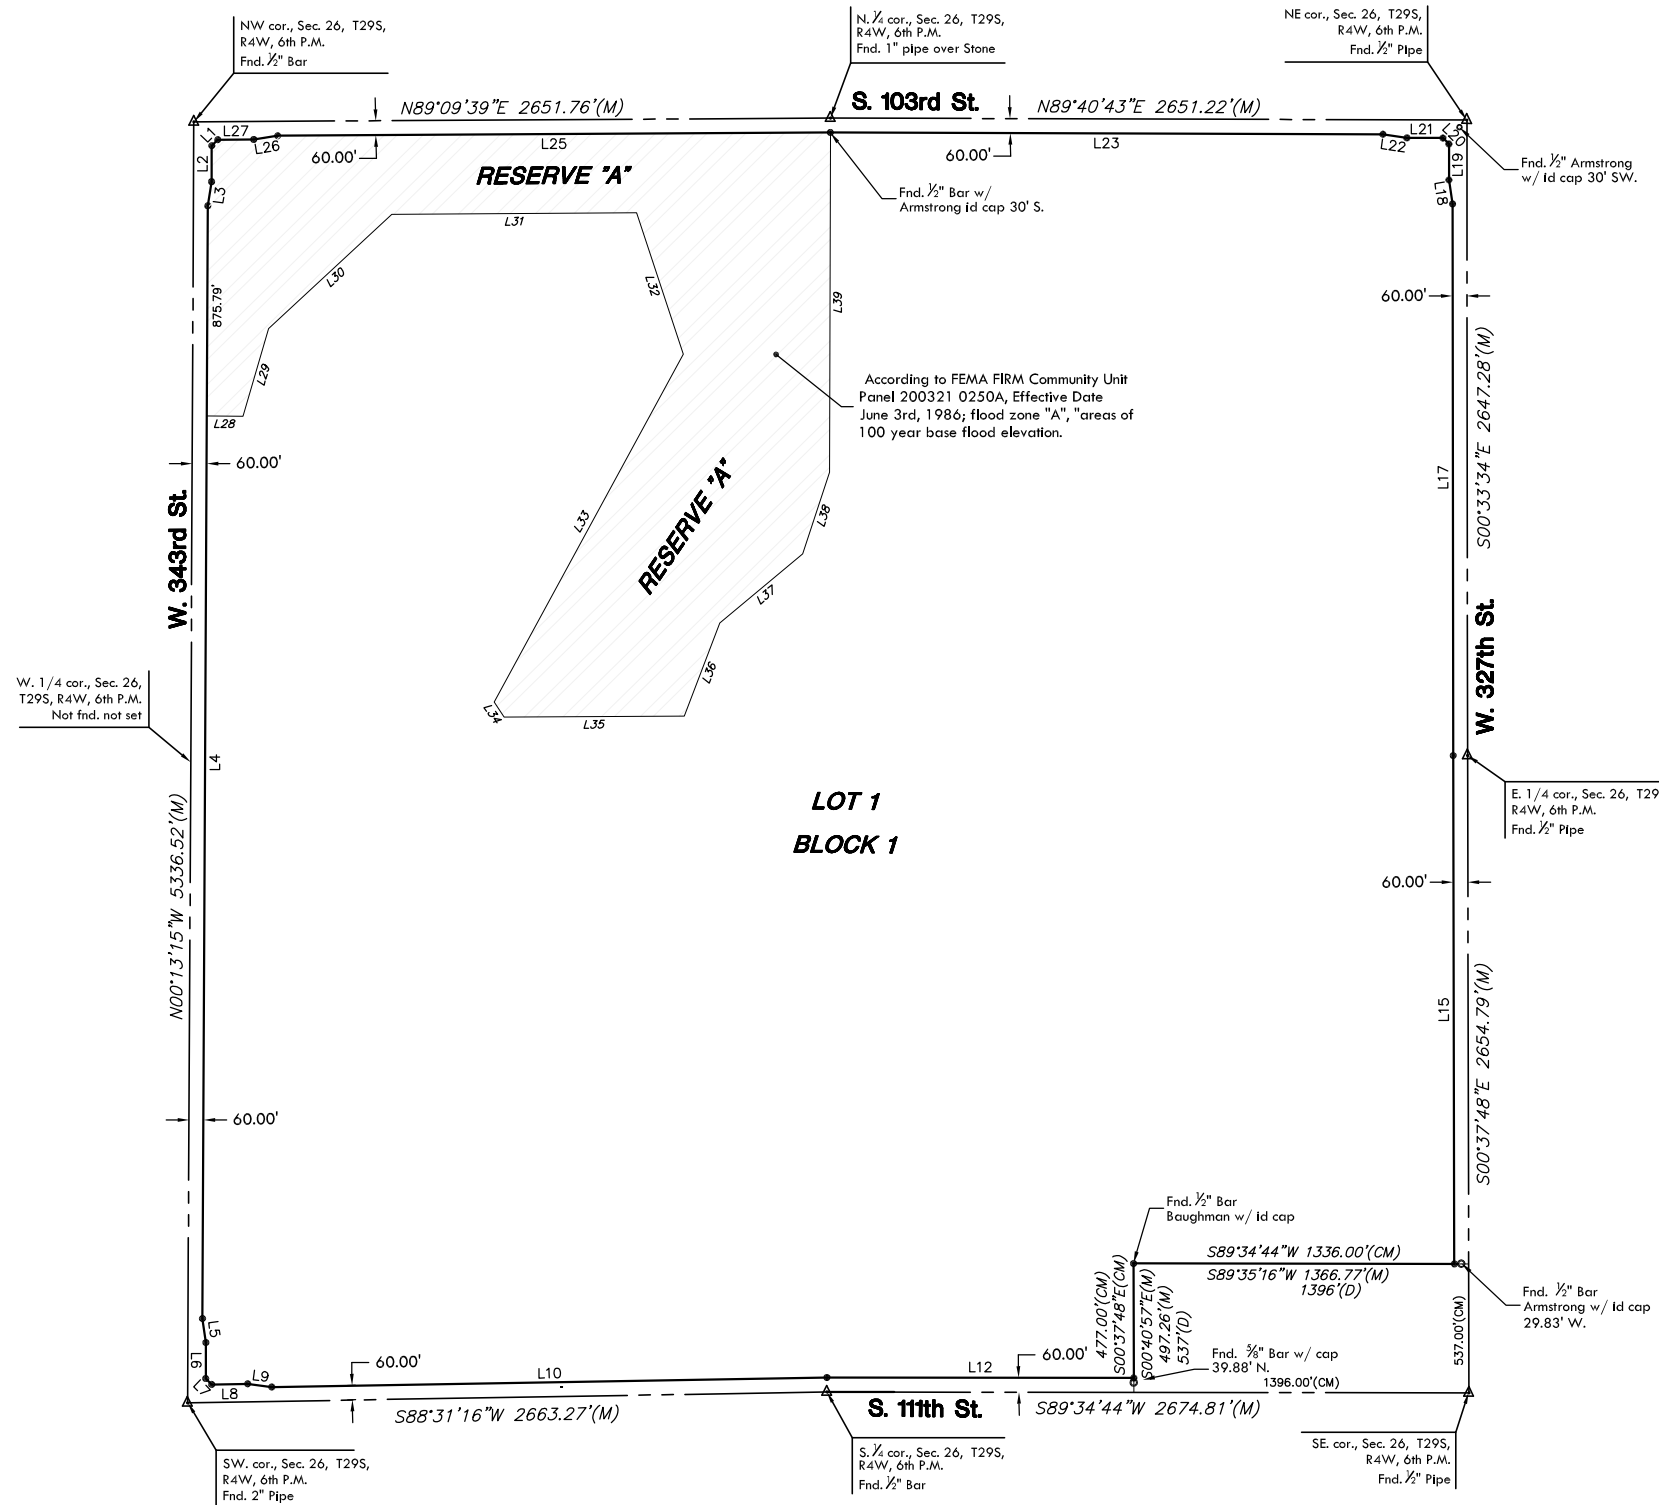 NW cor., Sec. 26, T29S,
R4W, 6th P.M.
Fnd. ½" Bar
N. ¼ cor., Sec. 26, T29S,
R4W, 6th P.M.
Fnd. 1" pipe over Stone
NE cor., Sec. 26, T29S,
R4W, 6th P.M.
Fnd. ½" Pipe
N89°09'39"E 2651.76'(M)
S. 103rd St.
N89°40'43"E 2651.22'(M)
L1
L27
L26
L25
60.00'
60.00'
L23
L22
L21
L20
L2
L3
L19
L18
RESERVE "A"
Fnd. ½" Bar w/
Armstrong id cap 30' S.
Fnd. ½" Armstrong
w/ id cap 30' SW.
L31
L30
L32
L39
875.79'
L29
L28
60.00'
60.00'
According to FEMA FIRM Community Unit
Panel 200321 0250A, Effective Date
June 3rd, 1986; flood zone "A", "areas of
100 year base flood elevation.
S00°33'34"E 2647.28'(M)
L17
W. 343rd St.
L33
RESERVE "A"
L38
L37
L36
L34
L35
W. 327th St.
W. 1/4 cor., Sec. 26,
T29S, R4W, 6th P.M.
Not fnd. not set
L4
LOT 1
BLOCK 1
E. 1/4 cor., Sec. 26, T29
R4W, 6th P.M.
Fnd. ½" Pipe
60.00'
N00°13'15"W 5336.52'(M)
L15
S00°37'48"E 2654.79'(M)
60.00'
Fnd. ½" Bar
Baughman w/ id cap
S89°34'44"W 1336.00'(CM)
S89°35'16"W 1366.77'(M)
1396'(D)
477.00'(CM)
S00°37'48"E(CM)
S00°40'57"E(M)
497.26'(M)
537'(D)
537.00'(CM)
Fnd. ½" Bar
Armstrong w/ id cap
29.83' W.
Fnd. ⅝" Bar w/ cap
39.88' N.
1396.00'(CM)
L5
L6
L7
L8
L9
60.00'
L10
L12
60.00'
S88°31'16"W 2663.27'(M)
S. 111th St.
S89°34'44"W 2674.81'(M)
SW. cor., Sec. 26, T29S,
R4W, 6th P.M.
Fnd. 2" Pipe
S. ¼ cor., Sec. 26, T29S,
R4W, 6th P.M.
Fnd. ½" Bar
SE. cor., Sec. 26, T29S,
R4W, 6th P.M.
Fnd. ½" Pipe